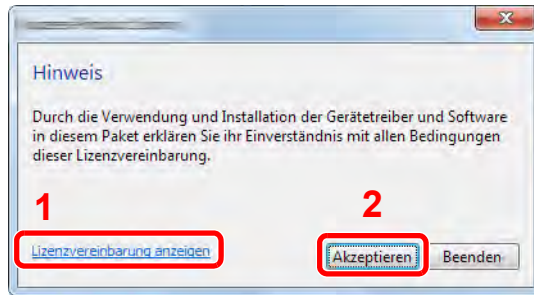 Hinweis
Durch die Verwendung und Installation der Gerätetreiber und Software
in diesem Paket erklären Sie ihr Einverständnis mit allen Bedingungen
dieser Lizenzvereinbarung.
1
2
Lizenzvereinbarung anzeigen
Akzeptieren
Beenden